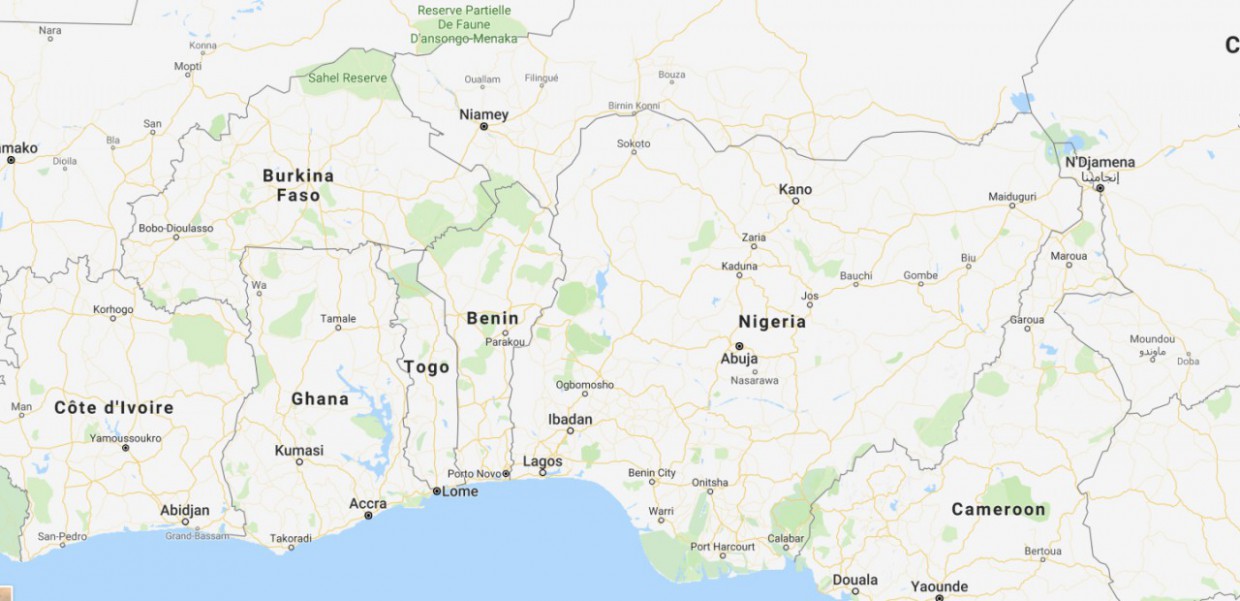 Reserve Partielle
De Faune
D'ansongo-Menaka
Nara
Konna
C
Mopti
Sahel Reserve
Ouallam
Filingué
Bouza
Birnin Konni
Niamey
San
Bla
Sokoto
amako
Dioila
N'Djamena
إنجامينا
Burkina
Faso
Kano
Maiduguri
Bobo-Dioulasso
Zaria
Maroua
Biu
Kaduna
Bauchi
Gombe
Wa
Jos
Korhogo
Tamale
Benin
Nigeria
Garoua
Parakou
Moundou
موندو
Doba
Abuja
Togo
Nasarawa
Ogbomosho
Man
Côte d'Ivoire
Ghana
Ibadan
Yamoussoukro
Kumasi
Lagos
Porto Novo
Benin City
Onitsha
Lome
Accra
Abidjan
Warri
Cameroon
San-Pedro
Grand-Bassam
Takoradi
Calabar
Port Harcourt
Bertoua
Douala
Yaounde